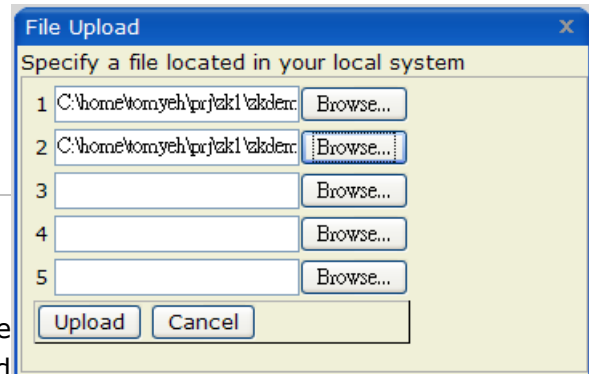 File Upload x
Specify a file located in your local system
1 C:\home\tomyeh\prj\zk1\zkdem Browse...
2 C:\home\tomyeh\prj\zk1\zkdem Browse...
3 Browse...
4 Browse...
5 Browse...
Upload Cancel
e
d